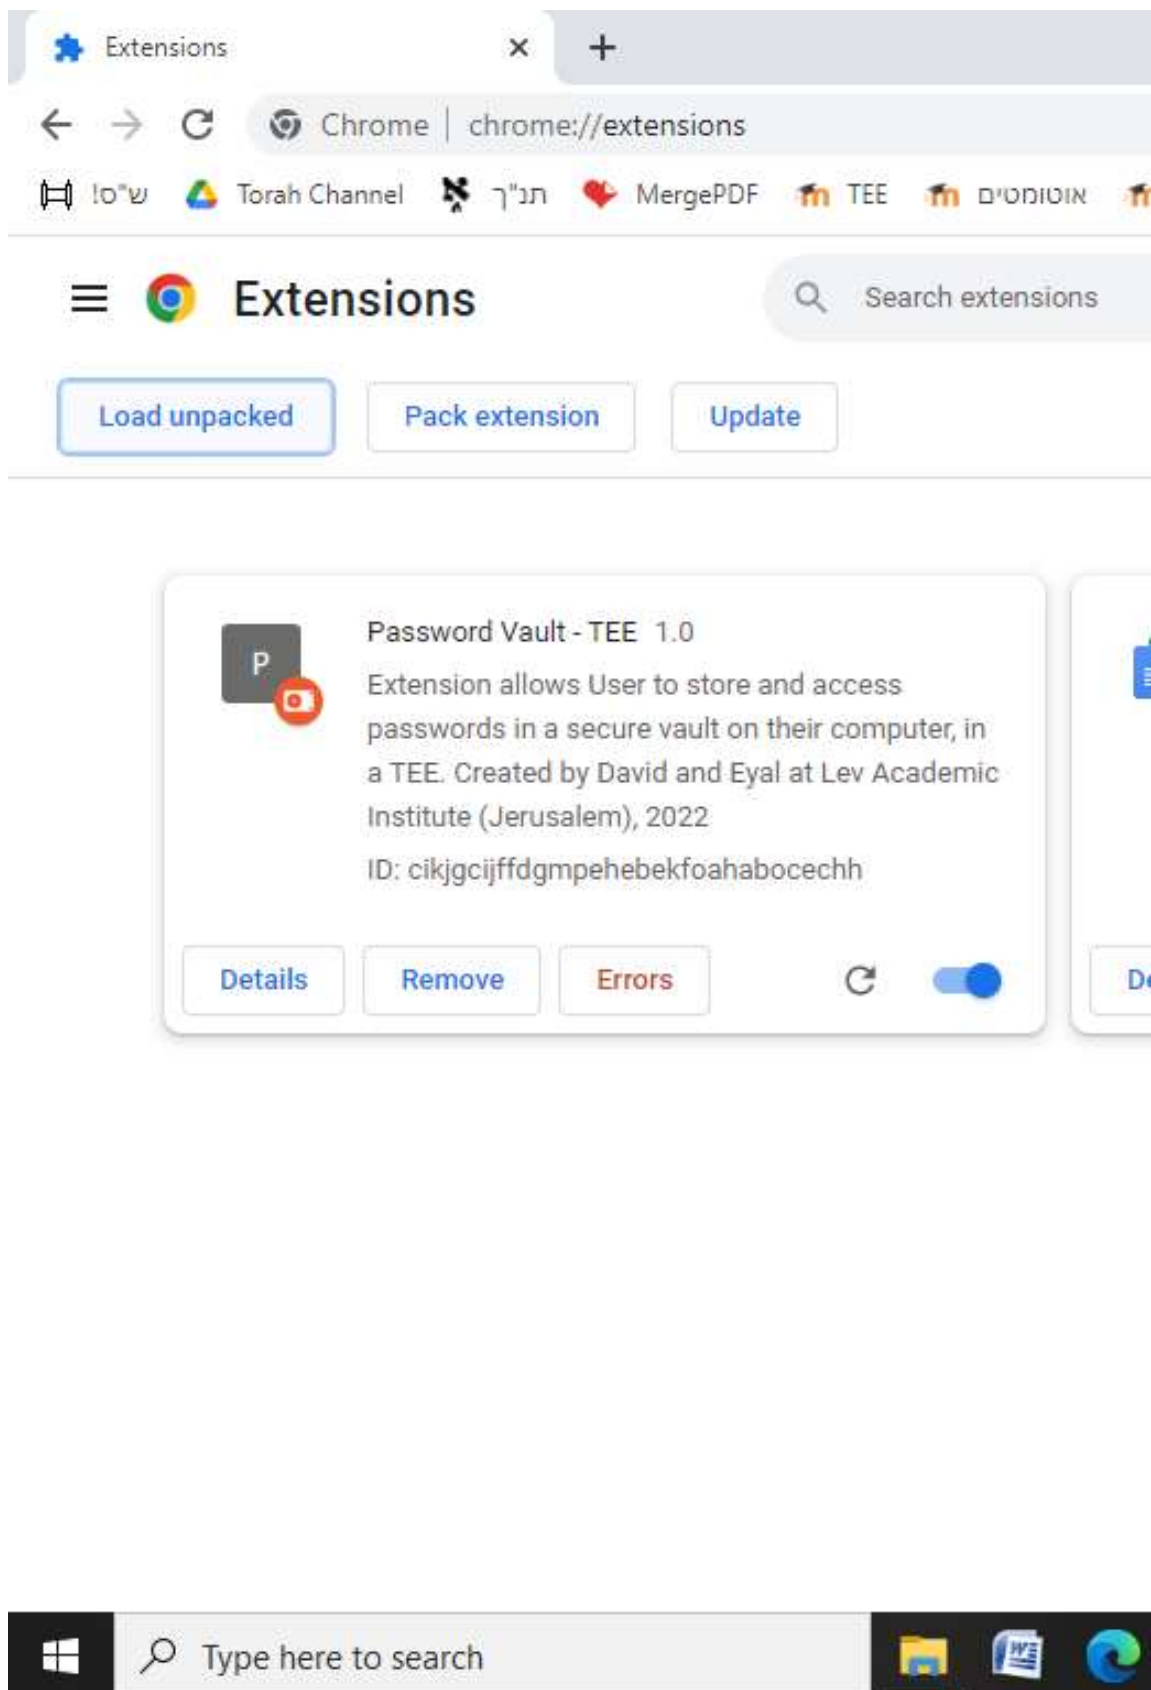 Extensions
Chrome | chrome://extensions
ש"ס! Torah Channel תנ"ך MergePDF TEE אוטומטים
Extensions Search extensions
Load unpacked Pack extension Update
Password Vault - TEE 1.0
P
Extension allows User to store and access
passwords in a secure vault on their computer, in
a TEE. Created by David and Eyal at Lev Academic
Institute (Jerusalem), 2022
ID: cikjgcijffdgmpehebekfoahabocechh
Details Remove Errors
Type here to search